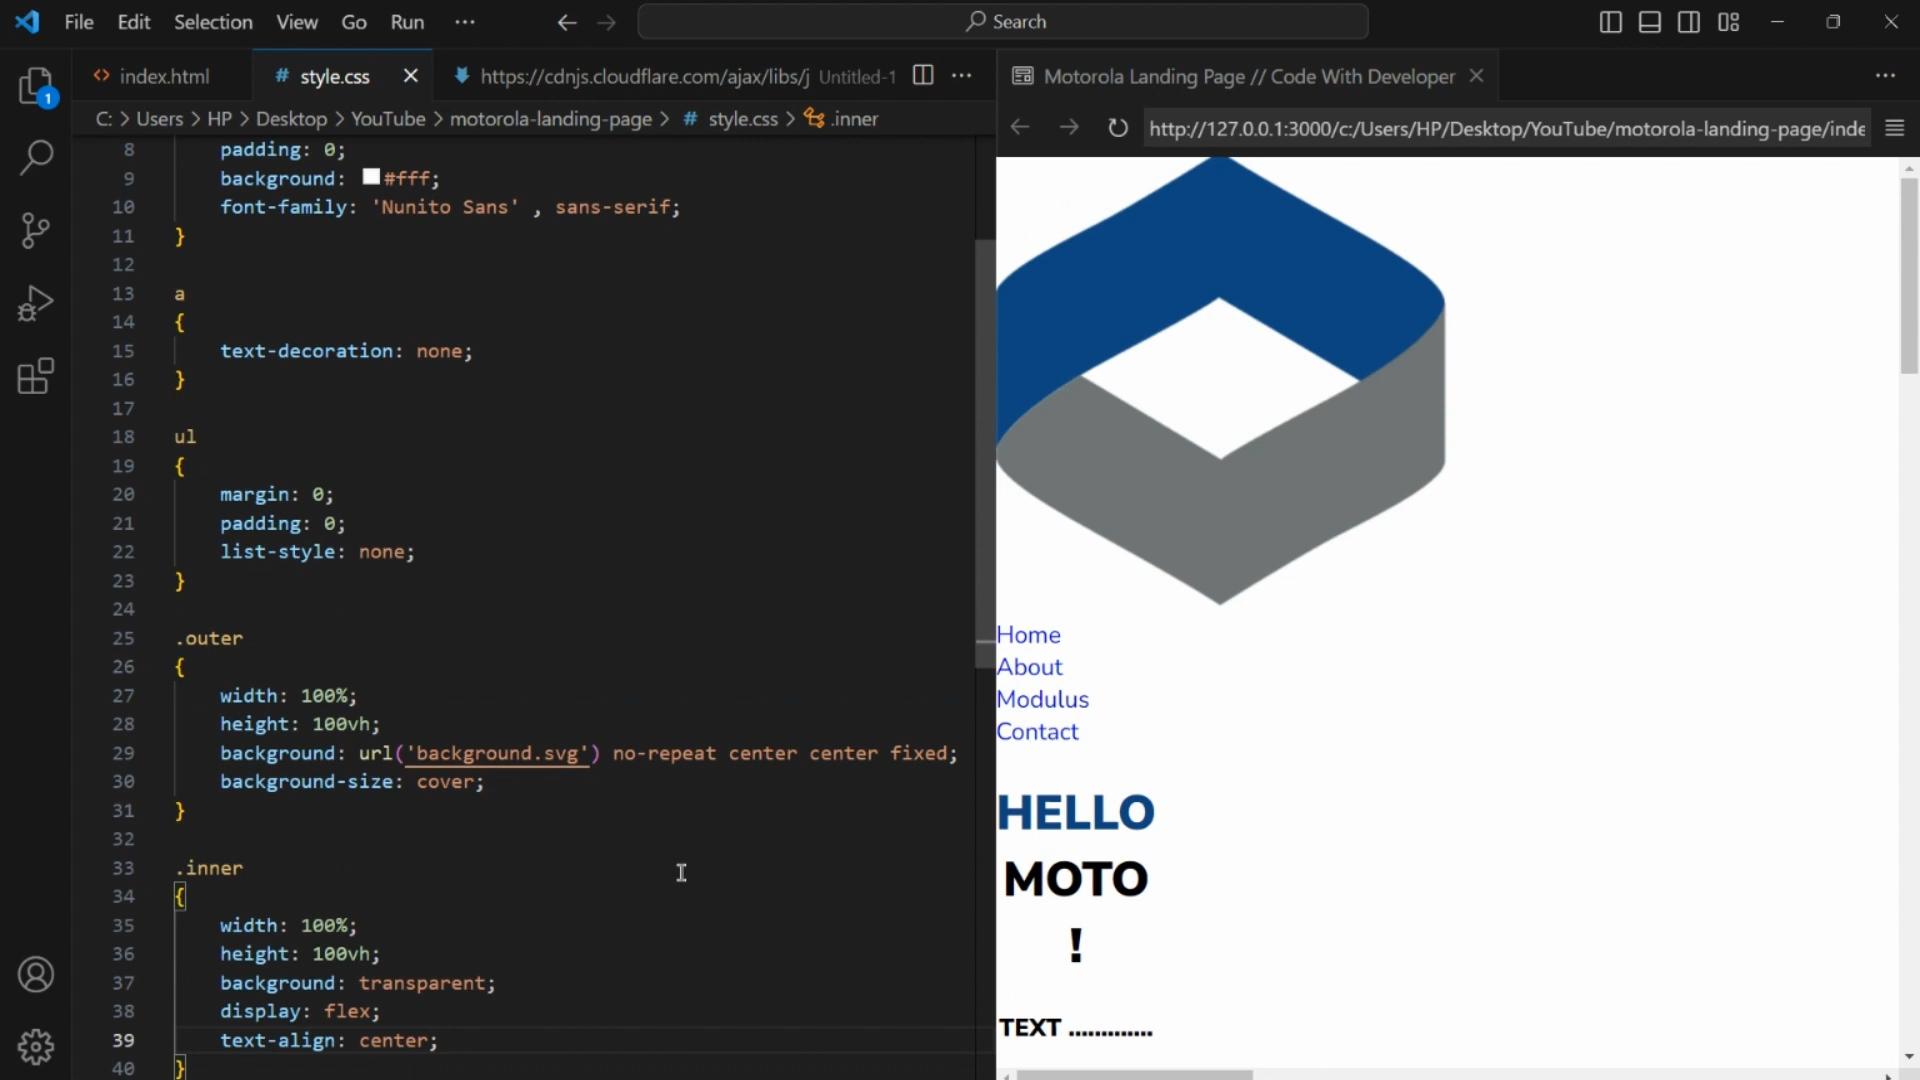 File Edit Selection View Go Run ··· Search
index.html # style.css https://cdnjs.cloudflare.com/ajax/libs/j Untitled-1 ···
Motorola Landing Page // Code With Developer ···
C: > Users > HP > Desktop > YouTube > motorola-landing-page > # style.css > .inner
http://127.0.0.1:3000/c:/Users/HP/Desktop/YouTube/motorola-landing-page/inde
1
8 padding: 0;
9 background: #fff;
10 font-family: 'Nunito Sans' , sans-serif;
11 }
12
13 a
14 {
15 text-decoration: none;
16 }
17
18 ul
19 {
20 margin: 0;
21 padding: 0;
22 list-style: none;
23 }
24
25 .outer
26 {
27 width: 100%;
28 height: 100vh;
29 background: url('background.svg') no-repeat center center fixed;
30 background-size: cover;
31 }
32
33 .inner
34 {
35 width: 100%;
36 height: 100vh;
37 background: transparent;
38 display: flex;
39 text-align: center;
40 }
Home
About
Modulus
Contact
HELLO
MOTO
!
TEXT .............